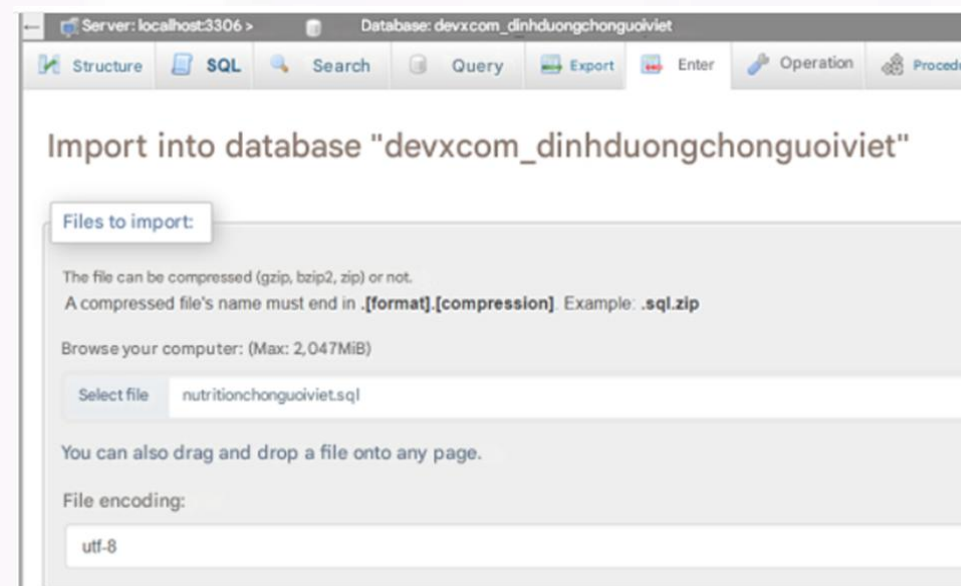 Server: localhost:3306 > Database: devxcom_dinhduongchonguoiviet
Structure SQL Search Query Export Enter Operation Procedu
Import into database "devxcom_dinhduongchonguoiviet"
Files to import:
The file can be compressed (gzip, bzip2, zip) or not.
A compressed file's name must end in .[format].[compression]. Example: .sql.zip
Browse your computer: (Max: 2,047MiB)
Select file nutritionchonguoiviet.sql
You can also drag and drop a file onto any page.
File encoding:
utf-8